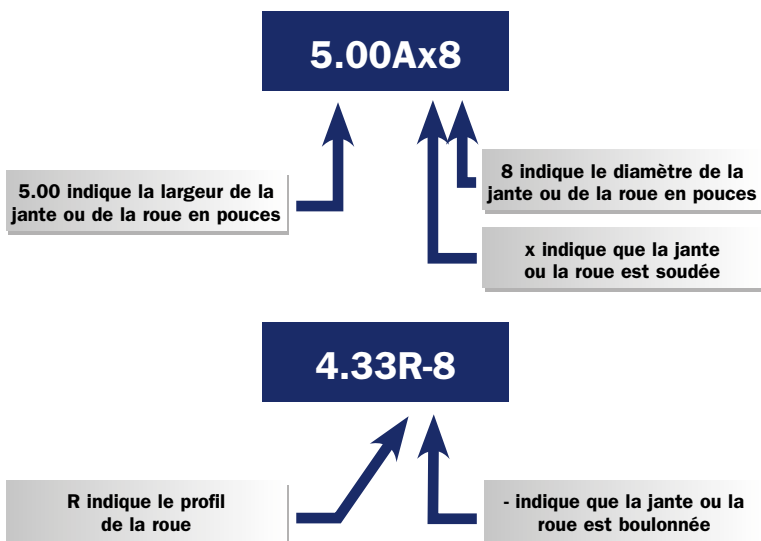 5.00Ax8
5.00 indique la largeur de la
jante ou de la roue en pouces
8 indique le diamètre de la
jante ou de la roue en pouces
x indique que la jante
ou la roue est soudée
4.33R-8
R indique le profil
de la roue
- indique que la jante ou la
roue est boulonnée